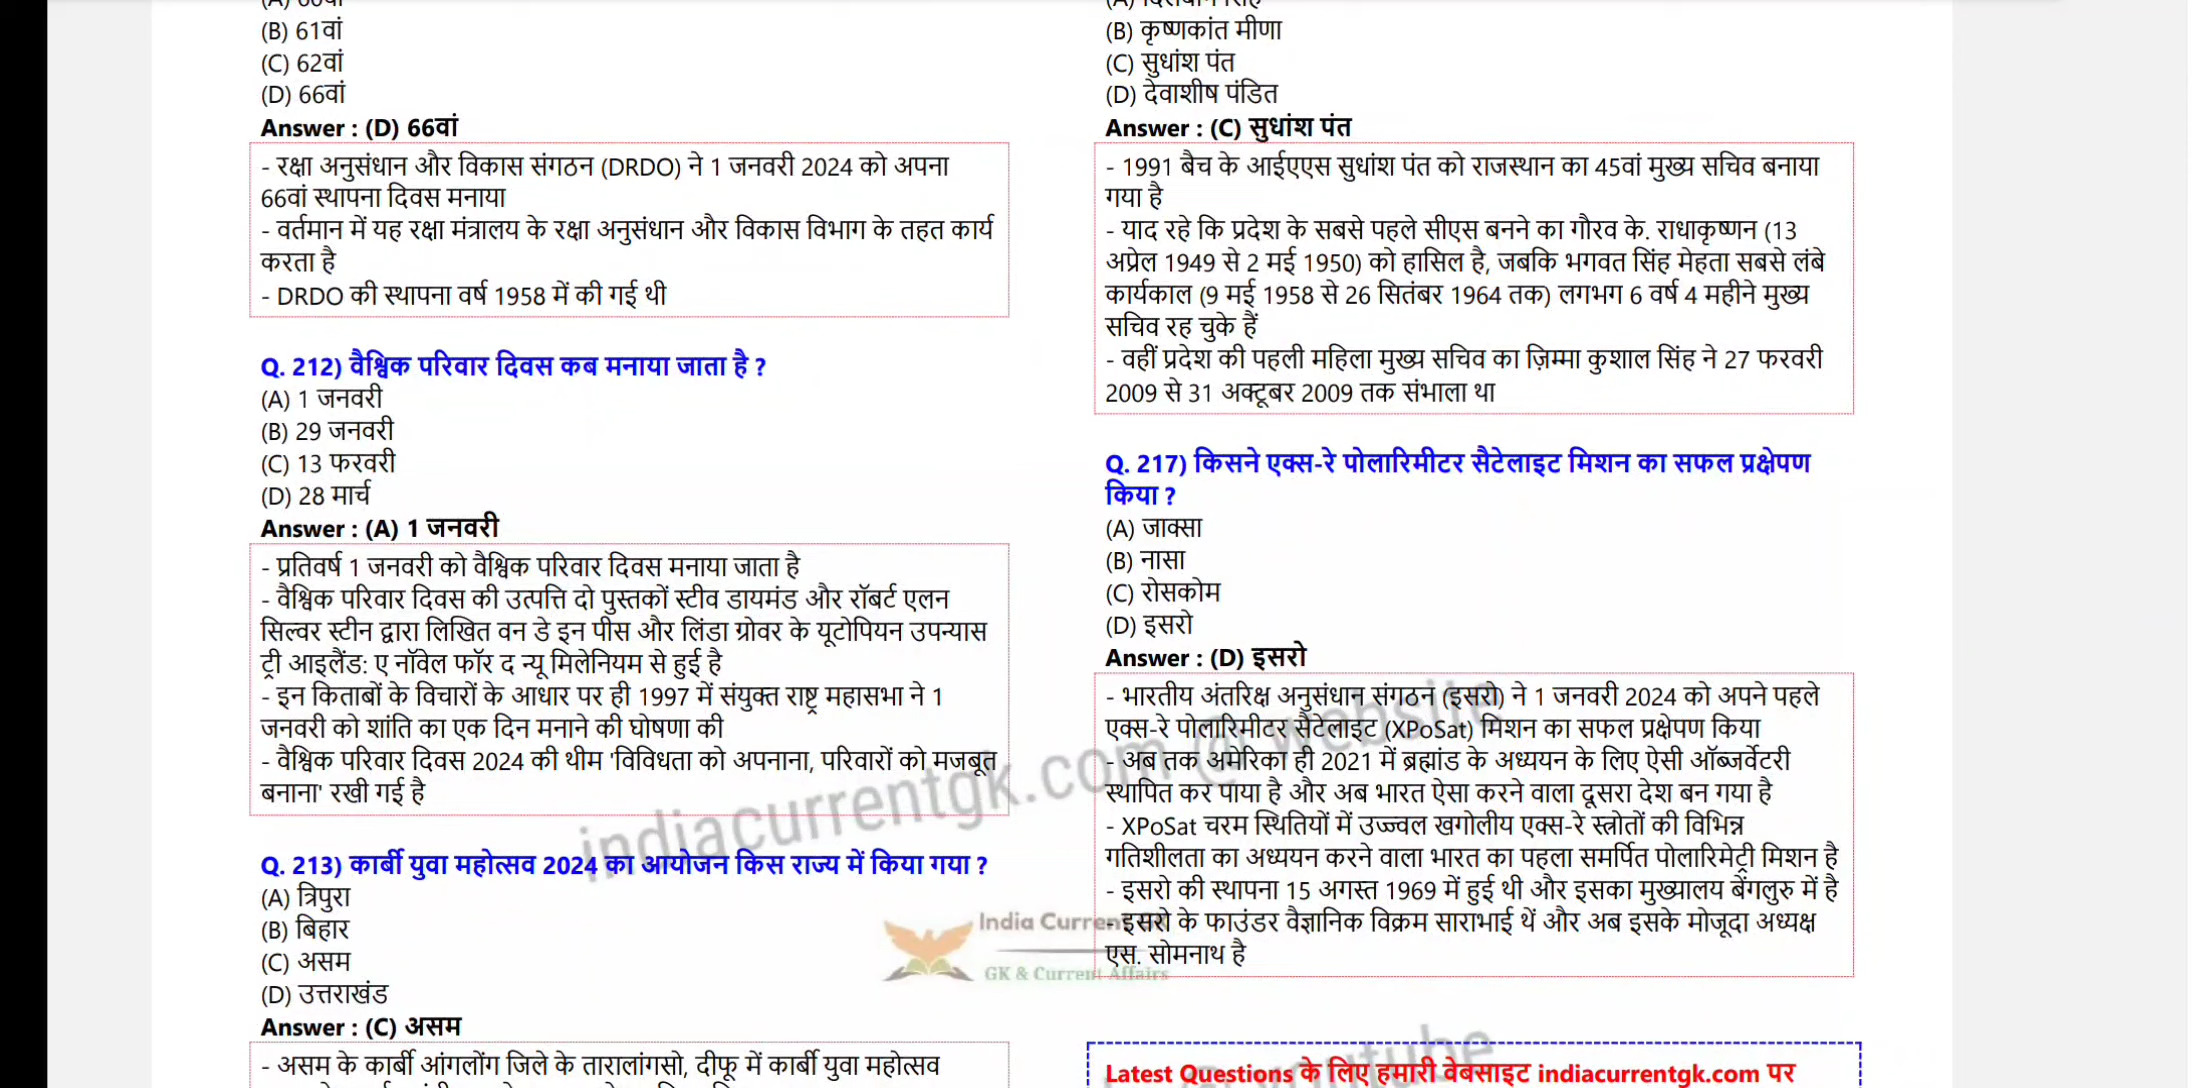 (B) 61वां
(C) 62वां
(D) 66वां
Answer : (D) 66वां
- रक्षा अनुसंधान और विकास संगठन (DRDO) ने 1 जनवरी 2024 को अपना
66वां स्थापना दिवस मनाया
- वर्तमान में यह रक्षा मंत्रालय के रक्षा अनुसंधान और विकास विभाग के तहत कार्य
करता है
- DRDO की स्थापना वर्ष 1958 में की गई थी
Q. 212) वैश्विक परिवार दिवस कब मनाया जाता है ?
(A) 1 जनवरी
(B) 29 जनवरी
(C) 13 फरवरी
(D) 28 मार्च
Answer : (A) 1 जनवरी
- प्रतिवर्ष 1 जनवरी को वैश्विक परिवार दिवस मनाया जाता है
- वैश्विक परिवार दिवस की उत्पत्ति दो पुस्तकों स्टीव डायमंड और रॉबर्ट एलन
सिल्वर स्टीन द्वारा लिखित वन डे इन पीस और लिंडा ग्रोवर के यूटोपियन उपन्यास
ट्री आइलैंड: ए नॉवेल फॉर द न्यू मिलेनियम से हुई है
- इन किताबों के विचारों के आधार पर ही 1997 में संयुक्त राष्ट्र महासभा ने 1
जनवरी को शांति का एक दिन मनाने की घोषणा की
- वैश्विक परिवार दिवस 2024 की थीम 'विविधता को अपनाना, परिवारों को मजबूत
बनाना' रखी गई है
Q. 213) कार्बी युवा महोत्सव 2024 का आयोजन किस राज्य में किया गया ?
(A) त्रिपुरा
(B) बिहार
(C) असम
(D) उत्तराखंड
Answer : (C) असम
- असम के कार्बी आंगलोंग जिले के तारालांगसो, दीफू में कार्बी युवा महोत्सव
(B) कृष्णकांत मीणा
(C) सुधांश पंत
(D) देवाशीष पंडित
Answer : (C) सुधांश पंत
- 1991 बैच के आईएएस सुधांश पंत को राजस्थान का 45वां मुख्य सचिव बनाया
गया है
- याद रहे कि प्रदेश के सबसे पहले सीएस बनने का गौरव के. राधाकृष्णन (13
अप्रेल 1949 से 2 मई 1950) को हासिल है, जबकि भगवत सिंह मेहता सबसे लंबे
कार्यकाल (9 मई 1958 से 26 सितंबर 1964 तक) लगभग 6 वर्ष 4 महीने मुख्य
सचिव रह चुके हैं
- वहीं प्रदेश की पहली महिला मुख्य सचिव का ज़िम्मा कुशाल सिंह ने 27 फरवरी
2009 से 31 अक्टूबर 2009 तक संभाला था
Q. 217) किसने एक्स-रे पोलारिमीटर सैटेलाइट मिशन का सफल प्रक्षेपण
किया ?
(A) जाक्सा
(B) नासा
(C) रोसकोम
(D) इसरो
Answer : (D) इसरो
- भारतीय अंतरिक्ष अनुसंधान संगठन (इसरो) ने 1 जनवरी 2024 को अपने पहले
एक्स-रे पोलारिमीटर सैटेलाइट (XPoSat) मिशन का सफल प्रक्षेपण किया
- अब तक अमेरिका ही 2021 में ब्रह्मांड के अध्ययन के लिए ऐसी ऑब्जर्वेटरी
स्थापित कर पाया है और अब भारत ऐसा करने वाला दूसरा देश बन गया है
- XPoSat चरम स्थितियों में उज्ज्वल खगोलीय एक्स-रे स्त्रोतों की विभिन्न
गतिशीलता का अध्ययन करने वाला भारत का पहला समर्पित पोलारिमेट्री मिशन है
- इसरो की स्थापना 15 अगस्त 1969 में हुई थी और इसका मुख्यालय बेंगलुरु में है
- इसरो के फाउंडर वैज्ञानिक विक्रम साराभाई थें और अब इसके मोजूदा अध्यक्ष
एस. सोमनाथ है
Latest Questions के लिए हमारी वेबसाइट indiacurrentgk.com पर
indiacurrentgk.com @ website
India Current GK
GK & Current Affairs
youtube